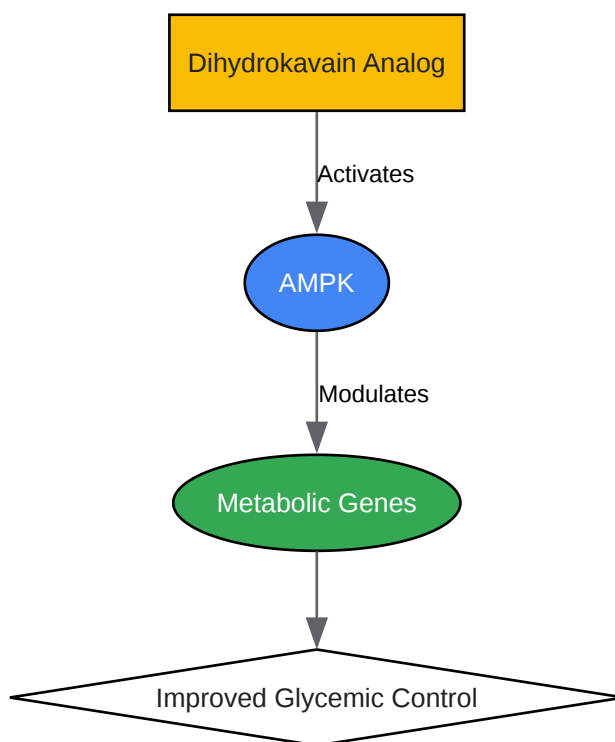 Dihydrokavain Analog
Activates
AMPK
Modulates
Metabolic Genes
Improved Glycemic Control